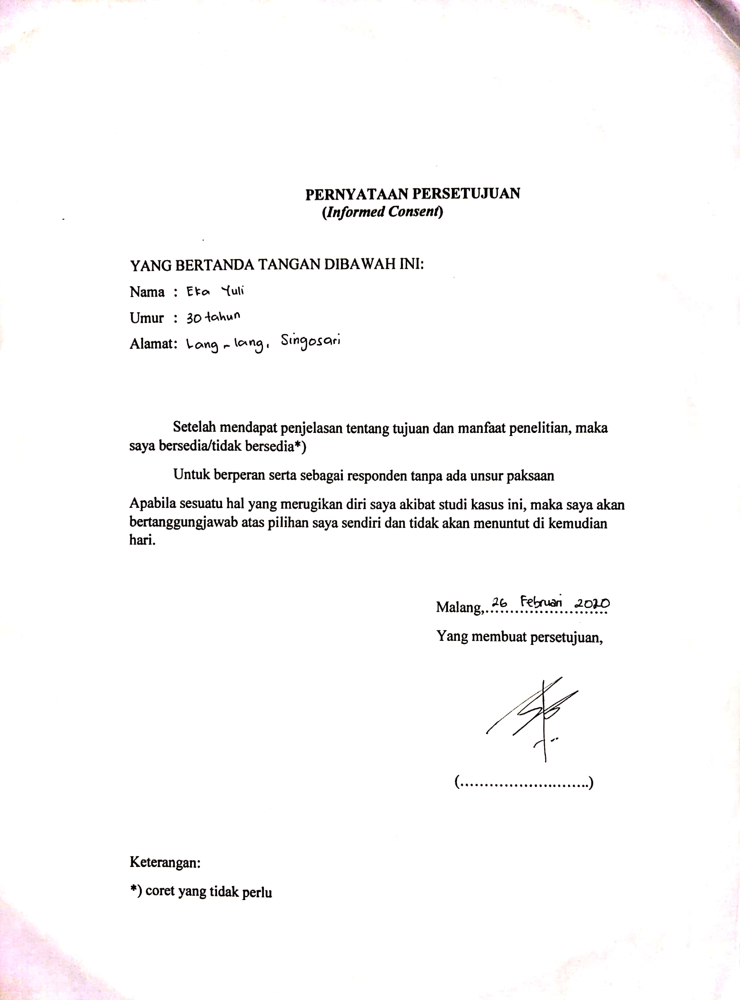 PERNYATAAN PERSETUJUAN
(Informed Consent)
YANG BERTANDA TANGAN DIBAWAH INI:
Nama : Eka Yuli
Umur : 30 tahun
Alamat: Lang - lang, Singosari
Setelah mendapat penjelasan tentang tujuan dan manfaat penelitian, maka
saya bersedia/tidak bersedia*)
Untuk berperan serta sebagai responden tanpa ada unsur paksaan
Apabila sesuatu hal yang merugikan diri saya akibat studi kasus ini, maka saya akan
bertanggungjawab atas pilihan saya sendiri dan tidak akan menuntut di kemudian
hari.
Malang, 26 Februari 2020
Yang membuat persetujuan,
(...........................)
Keterangan:
*) coret yang tidak perlu